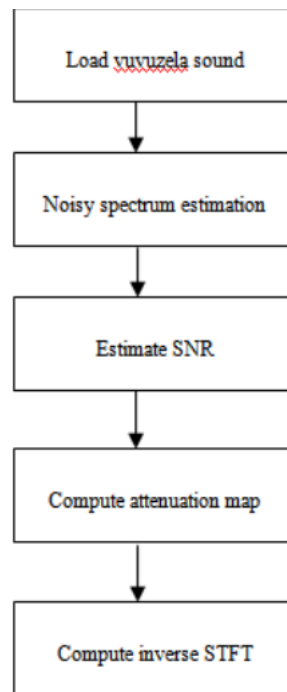 Load vuvuzela sound
Noisy spectrum estimation
Estimate SNR
Compute attenuation map
Compute inverse STFT